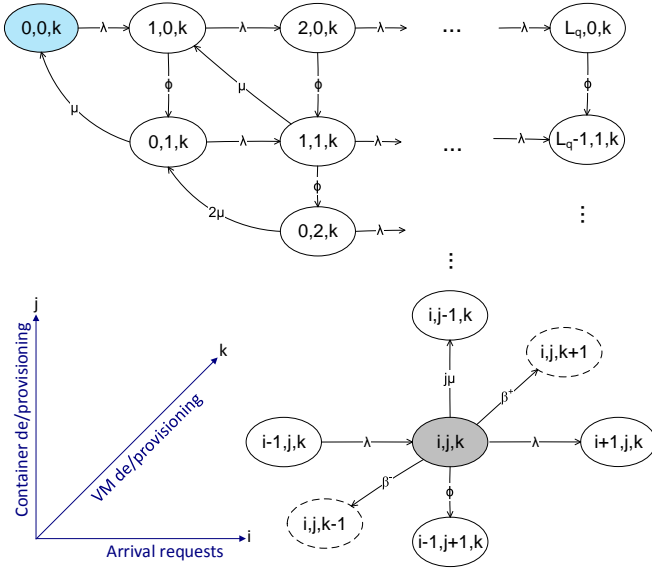 0,0,k λ 1,0,k λ 2,0,k λ ... λ Lq,0,k
μ ϕ μ ϕ ϕ
0,1,k λ 1,1,k λ ... λ Lq-1,1,k
2μ ϕ ...
0,2,k λ
...
j
k
Container de/provisioning
VM de/provisioning
Arrival requests i
i,j-1,k
i,j,k+1
jμ β⁺
i-1,j,k λ i,j,k λ i+1,j,k
β⁻ ϕ
i,j,k-1
i-1,j+1,k